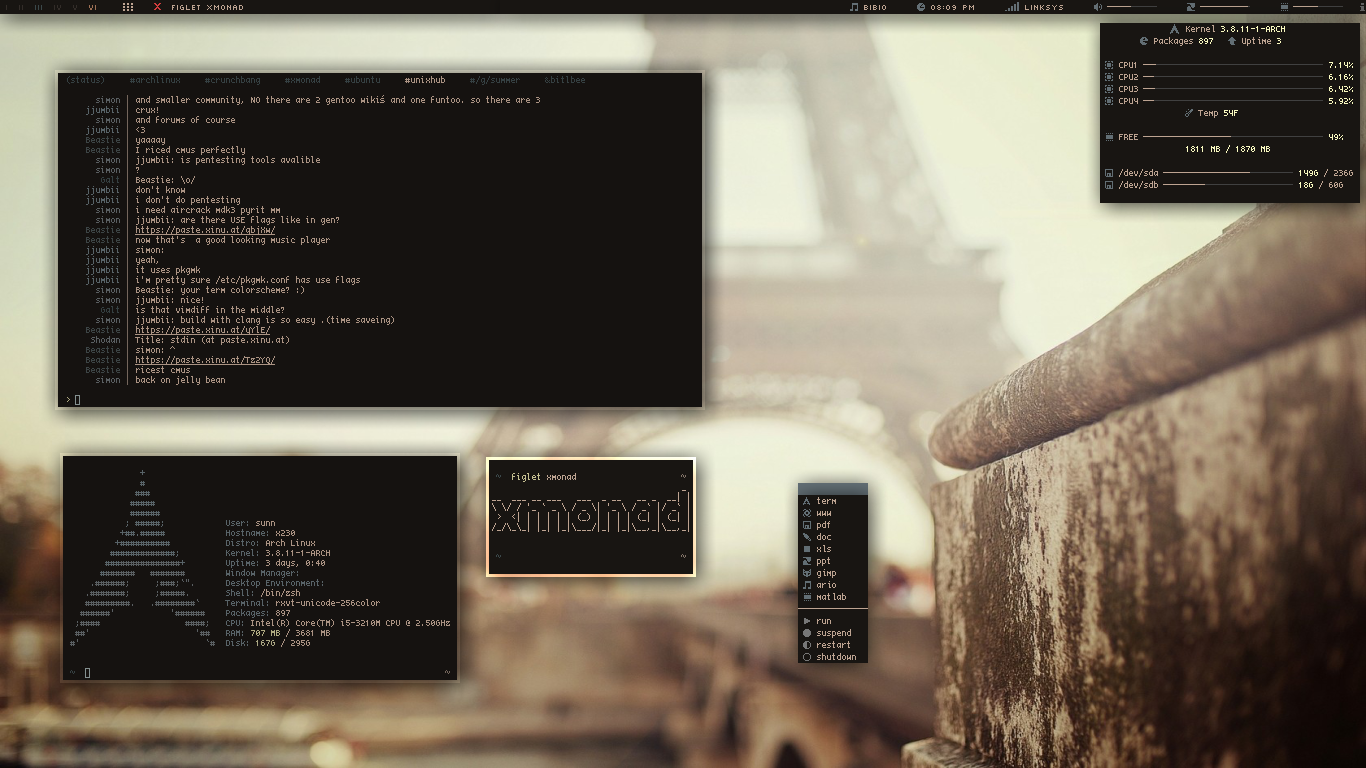 I II III IV V VI X FIGLET XMONAD BIBIO 08:09 PM LINKSYS
Kernel 3.8.11-1-ARCH
Packages 897 Uptime 3
CPU1 7.14%
CPU2 6.16%
CPU3 6.42%
CPU4 5.92%
Temp 54F
FREE 49%
1811 MB / 1870 MB
/dev/sda 149G / 236G
/dev/sdb 18G / 60G
(status) #archlinux #crunchbang #xmonad #ubuntu #unixhub #/g/summer &bitlbee
simon and smaller community, NO there are 2 gentoo wikiś and one funtoo. so there are 3
jjumbii crux!
simon and forums of course
jjumbii <3
Beastie yaaaay
Beastie I riced cmus perfectly
simon jjumbii: is pentesting tools avalible
simon ?
Galt Beastie: \o/
jjumbii don't know
jjumbii i don't do pentesting
simon i need aircrack mdk3 pyrit mm
simon jjumbii: are there USE flags like in gen?
Beastie https://paste.xinu.at/qbjXw/
Beastie now that's  a good looking music player
jjumbii simon:
jjumbii yeah,
jjumbii it uses pkgmk
jjumbii i'm pretty sure /etc/pkgmk.conf has use flags
simon Beastie: your term colorscheme? :)
simon jjumbii: nice!
Galt is that vimdiff in the middle?
simon jjumbii: build with clang is so easy .(time saveing)
Beastie https://paste.xinu.at/yYlE/
Shodan Title: stdin (at paste.xinu.at)
Beastie simon: ^
Beastie https://paste.xinu.at/Tz2YQ/
Beastie ricest cmus
simon back on jelly bean
>
User: sunn
Hostname: x230
Distro: Arch Linux
Kernel: 3.8.11-1-ARCH
Uptime: 3 days, 0:40
Window Manager:
Desktop Environment:
Shell: /bin/zsh
Terminal: rxvt-unicode-256color
Packages: 897
CPU: Intel(R) Core(TM) i5-3210M CPU @ 2.50GHz
RAM: 707 MB / 3681 MB
Disk: 167G / 295G
~ ~
~ figlet xmonad ~
xmonad
~ ~
term
www
pdf
doc
xls
ppt
gimp
ario
matlab
run
suspend
restart
shutdown